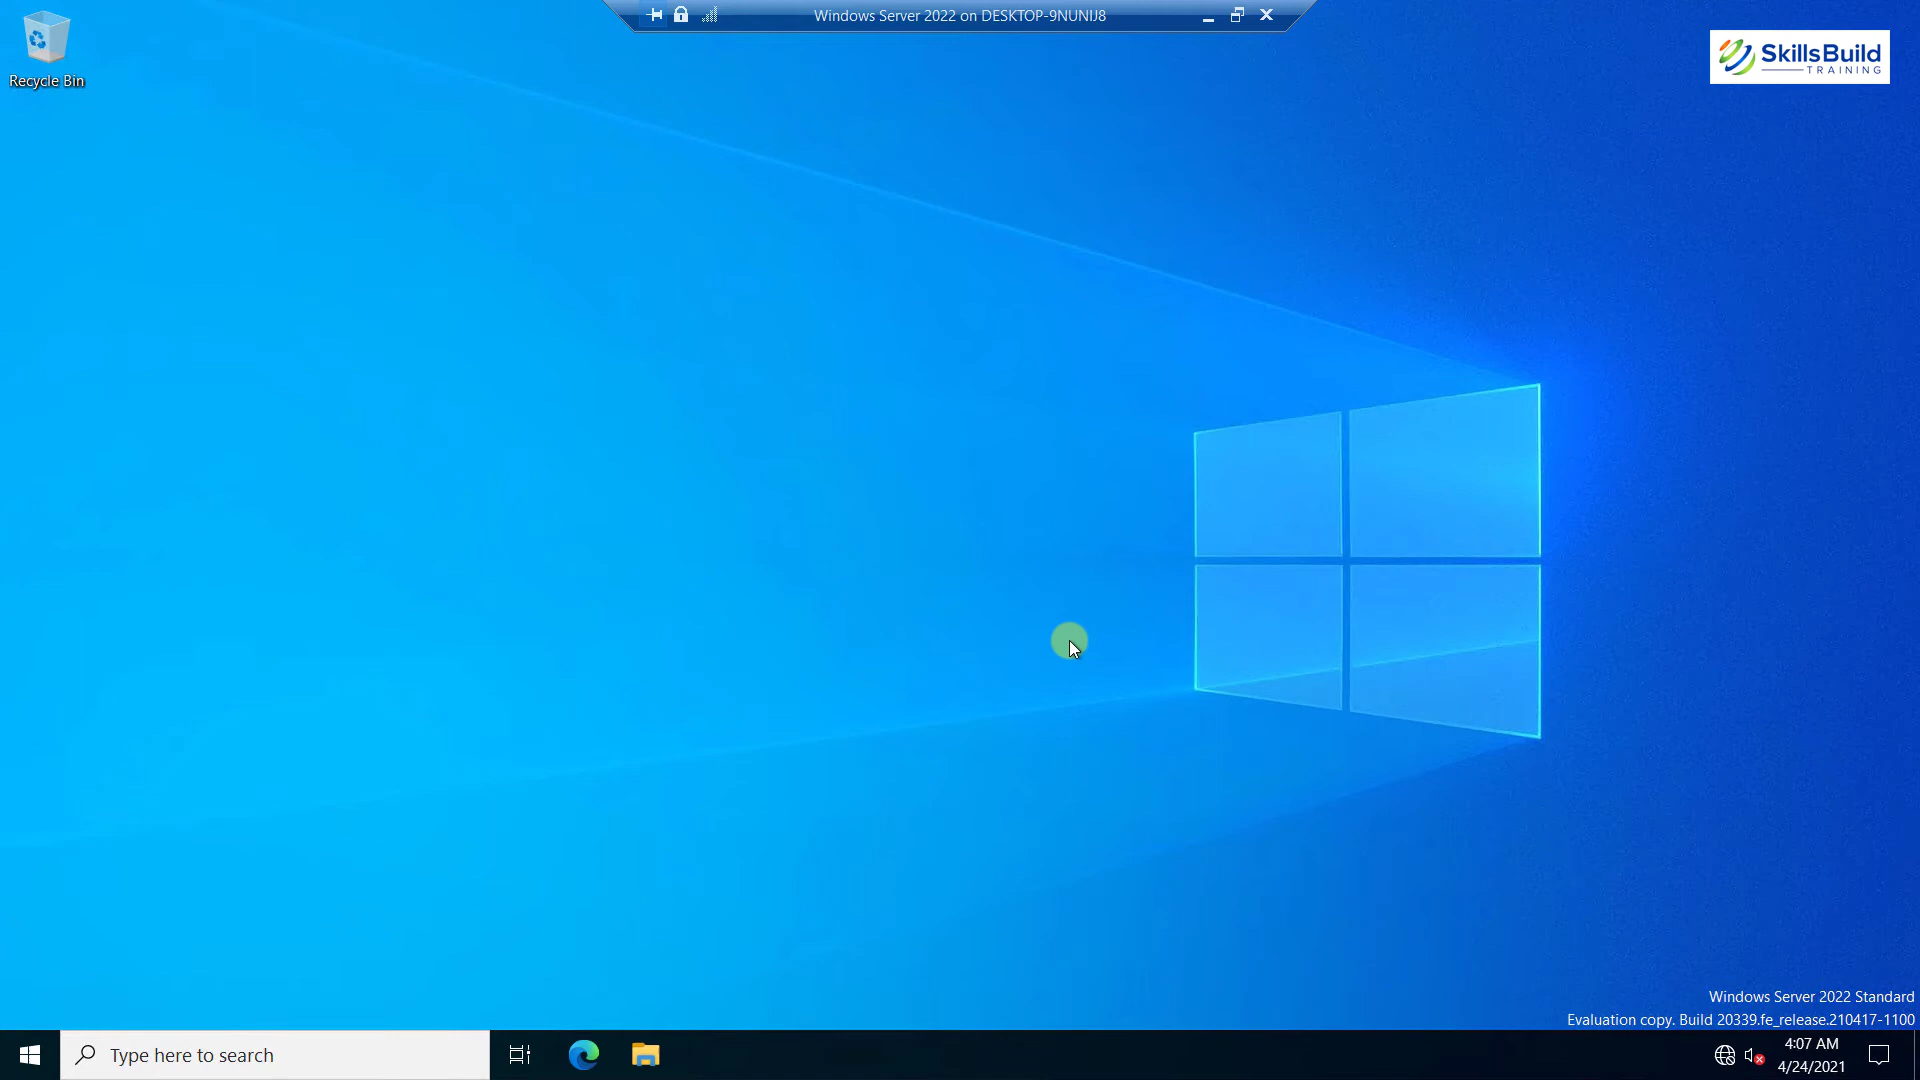 Windows Server 2022 on DESKTOP-9NUNIJ8
SkillsBuild
TRAINING
Recycle Bin
Windows Server 2022 Standard
Evaluation copy. Build 20339.fe_release.210417-1100
Type here to search
4:07 AM
4/24/2021